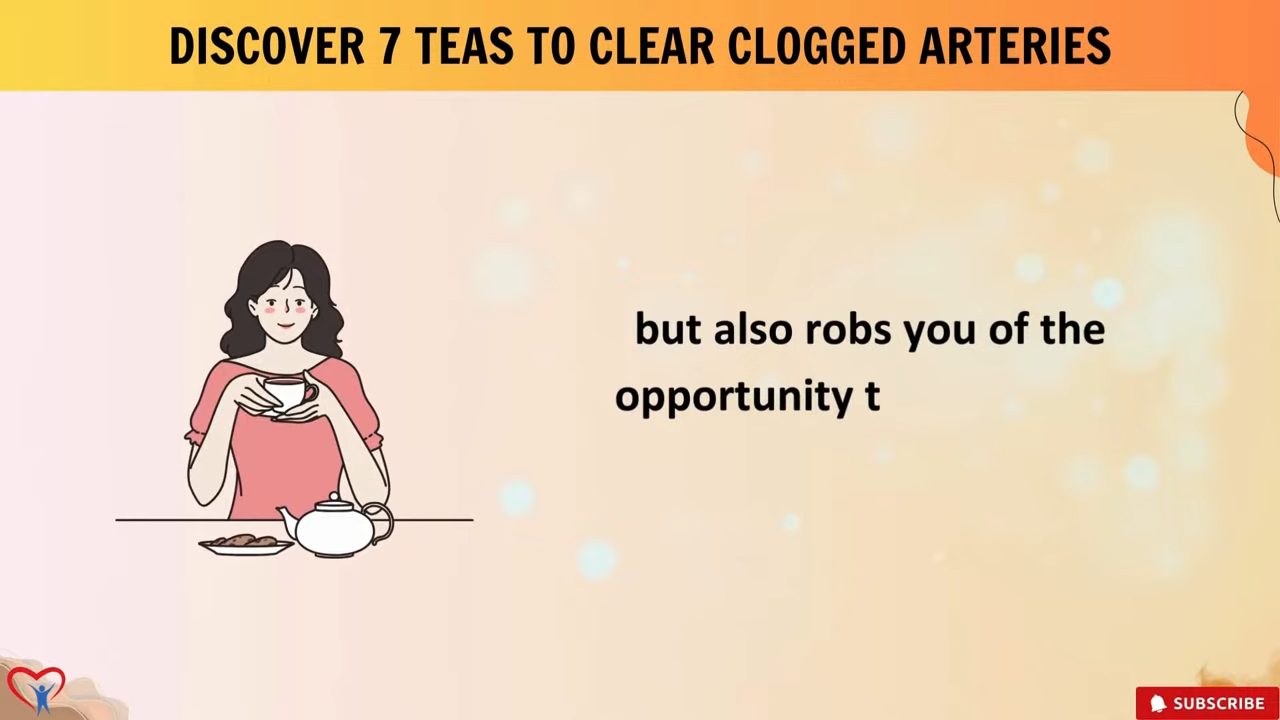 DISCOVER 7 TEAS TO CLEAR CLOGGED ARTERIES
but also robs you of the
opportunity t
SUBSCRIBE